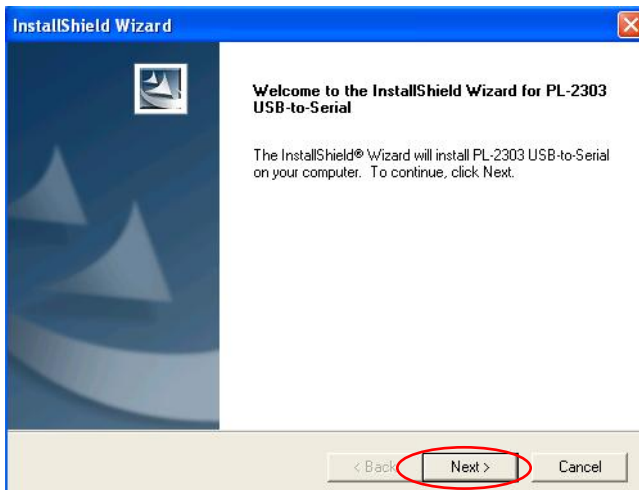 InstallShield Wizard
Welcome to the InstallShield Wizard for PL-2303
USB-to-Serial
The InstallShield® Wizard will install PL-2303 USB-to-Serial
on your computer. To continue, click Next.
< Back Next > Cancel